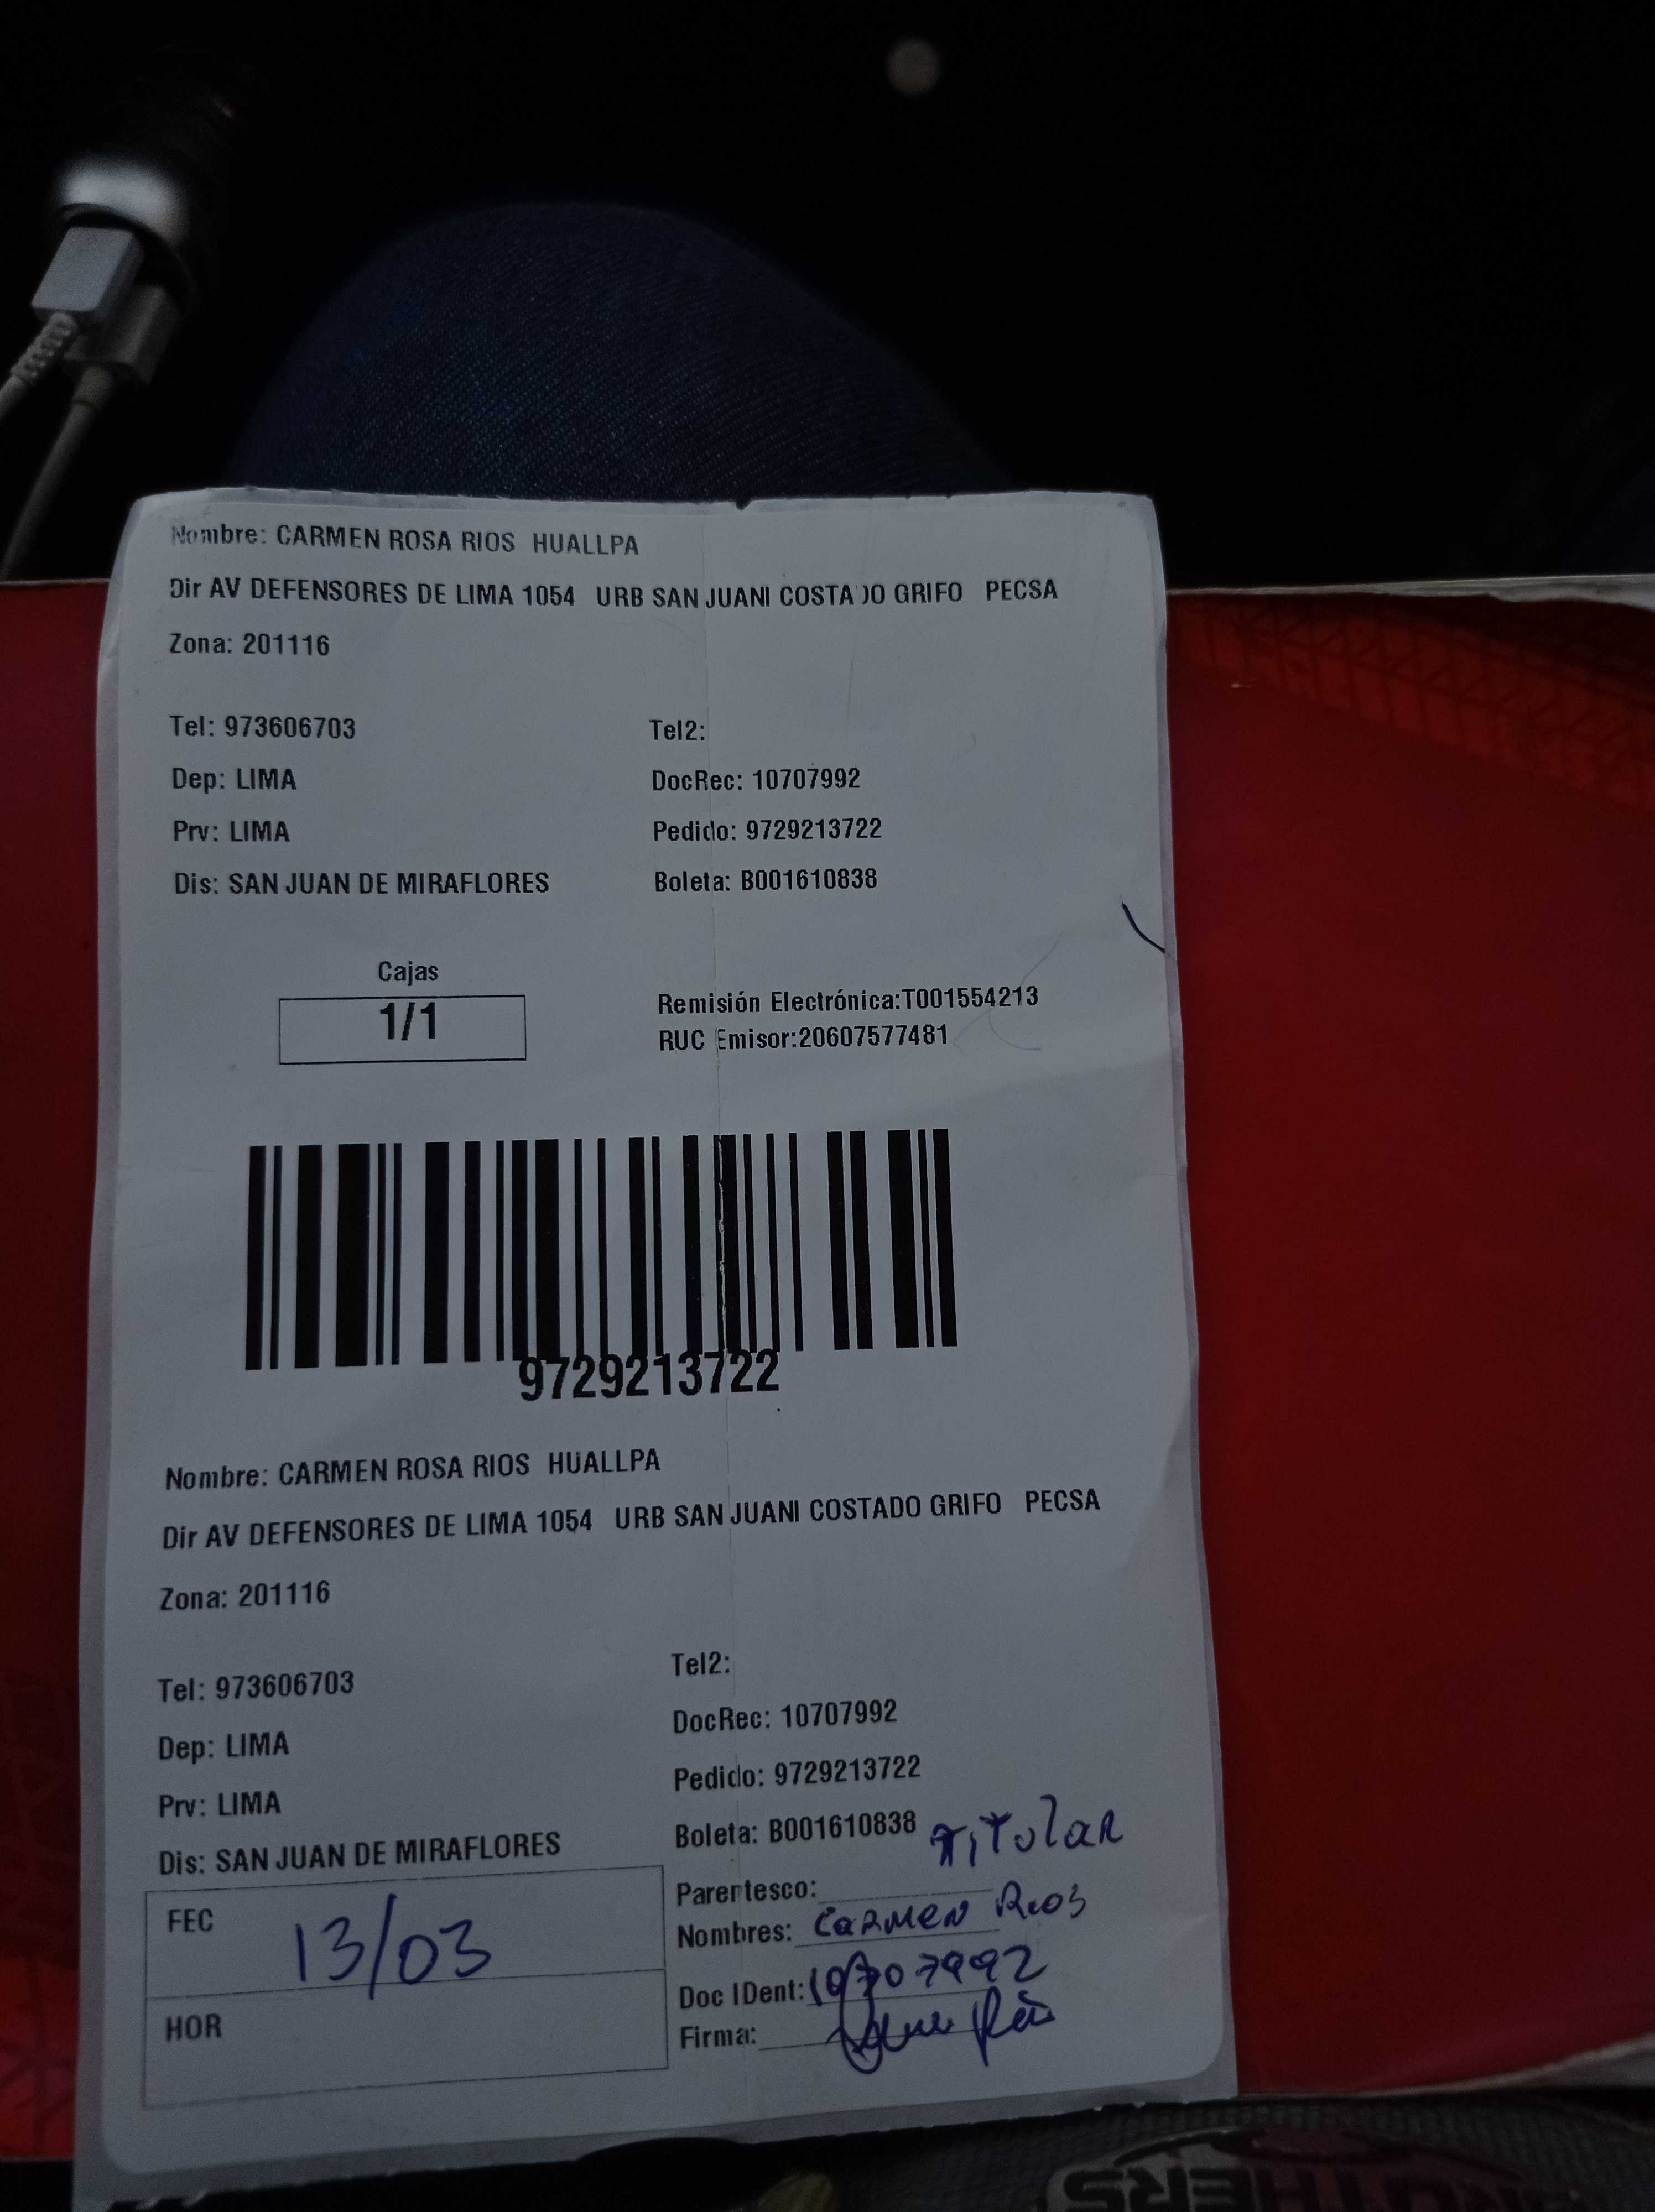 Nombre: CARMEN ROSA RIOS HUALLPA
Dir AV DEFENSORES DE LIMA 1054 URB SAN JUANI COSTADO GRIFO PECSA
Zona: 201116
Tel: 973606703 Tel2:
Dep: LIMA DocRec: 10707992
Prv: LIMA Pedido: 9729213722
Dis: SAN JUAN DE MIRAFLORES Boleta: B001610838
Cajas
1/1
Remisión Electrónica:T001554213
RUC Emisor:20607577481
9729213722
Nombre: CARMEN ROSA RIOS HUALLPA
Dir AV DEFENSORES DE LIMA 1054 URB SAN JUANI COSTADO GRIFO PECSA
Zona: 201116
Tel: 973606703 Tel2:
Dep: LIMA DocRec: 10707992
Prv: LIMA Pedido: 9729213722
Dis: SAN JUAN DE MIRAFLORES Boleta: B001610838
Parentesco: TiTulaR
FEC 13/03
Nombres: CaRMEN Rios
Doc IDent: 10707992
HOR
Firma: